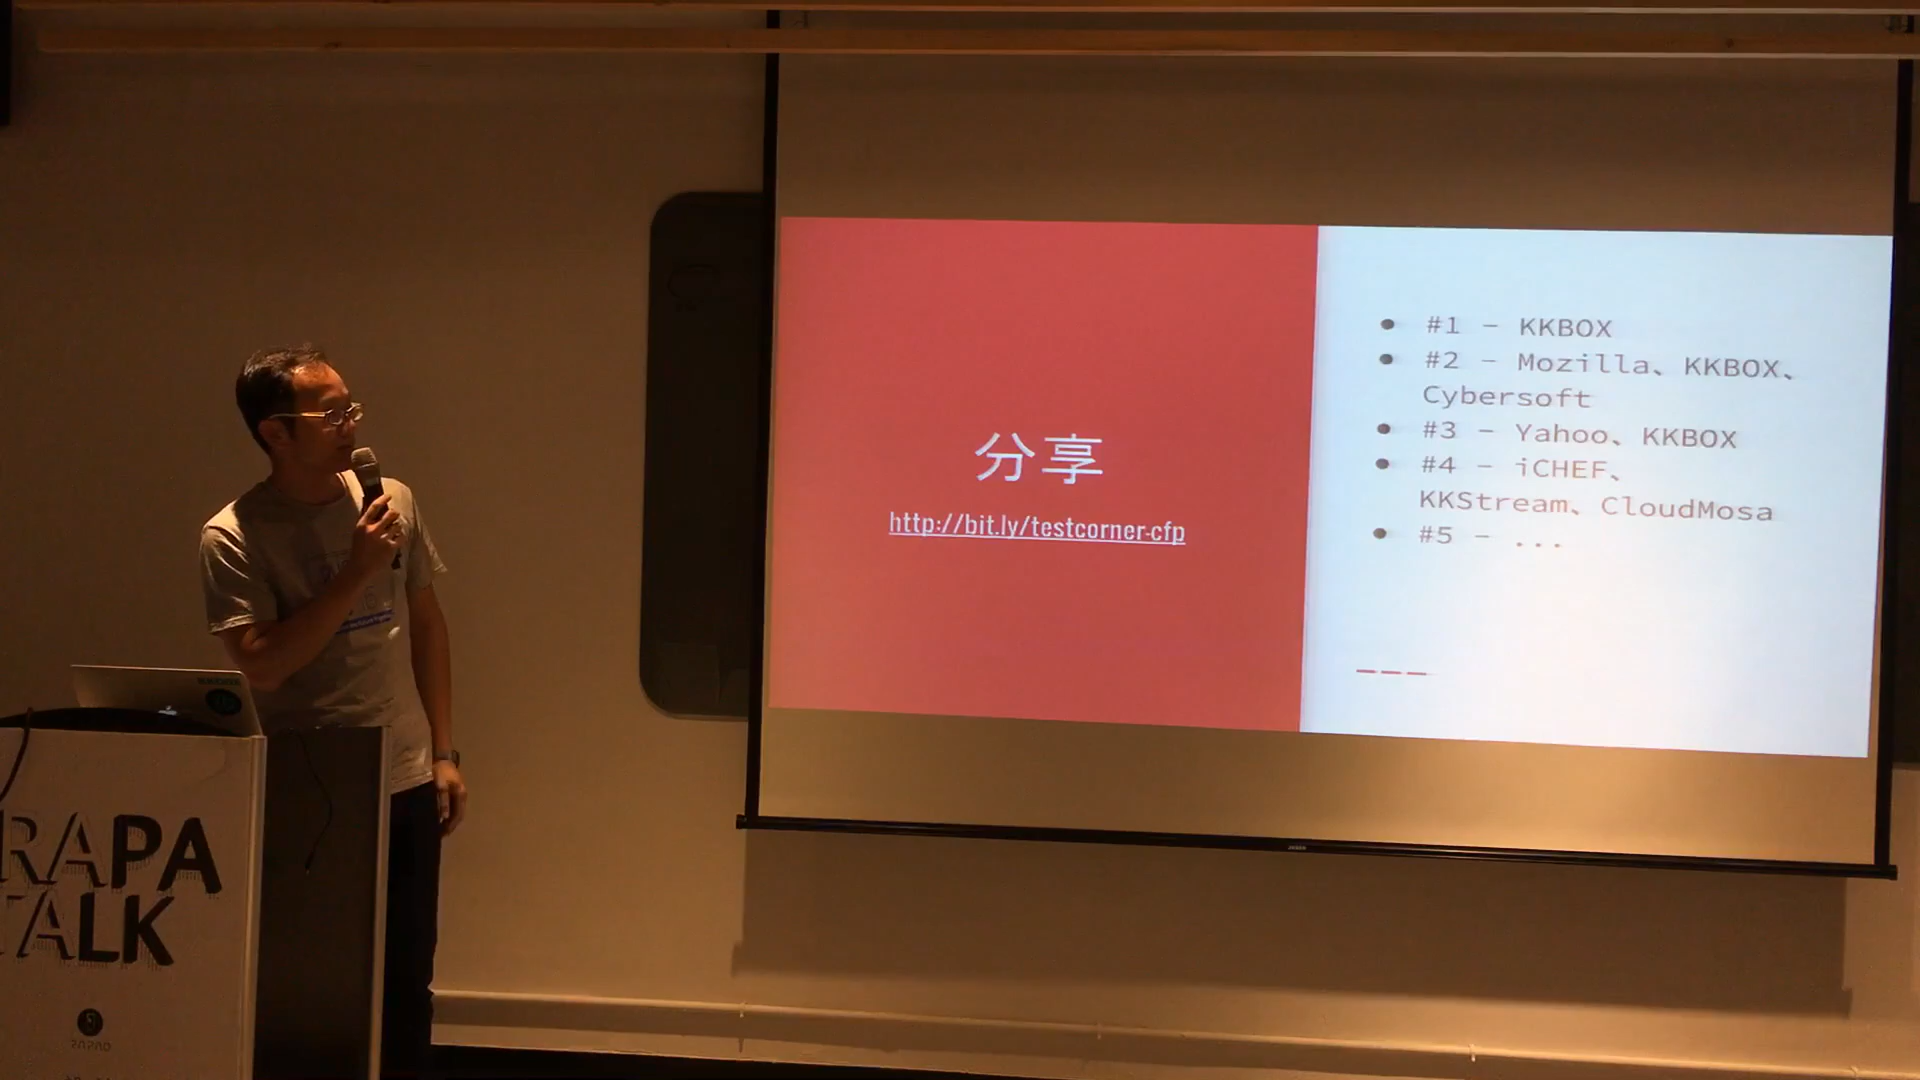 分享
http://bit.ly/testcorner-cfp
#1 - KKBOX
#2 - Mozilla、KKBOX、
Cybersoft
#3 - Yahoo、KKBOX
#4 - iCHEF、
KKStream、CloudMosa
#5 - ...
RAPA
TALK